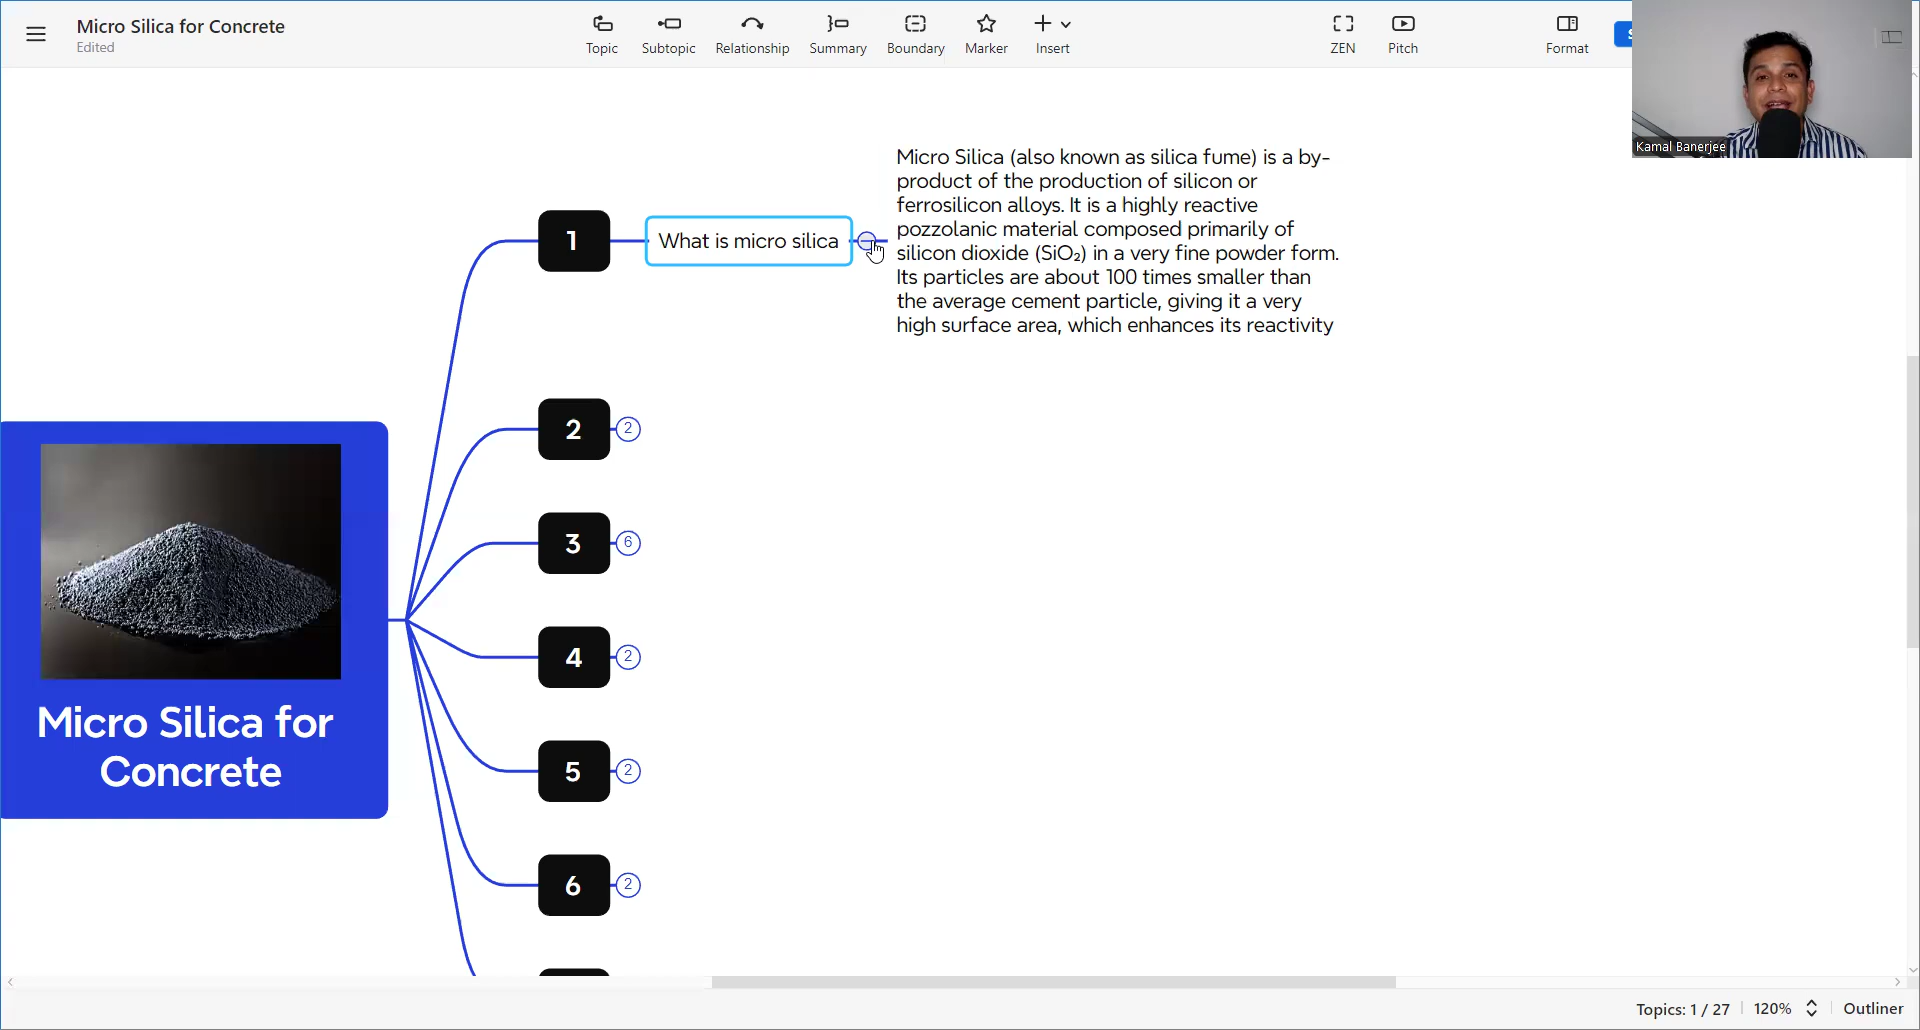 Micro Silica for Concrete
Edited
Topic
Subtopic
Relationship
Summary
Boundary
Marker
Insert
ZEN
Pitch
Format
S
Kamal Banerjee
Micro Silica (also known as silica fume) is a by-
product of the production of silicon or
ferrosilicon alloys. It is a highly reactive
pozzolanic material composed primarily of
silicon dioxide (SiO₂) in a very fine powder form.
Its particles are about 100 times smaller than
the average cement particle, giving it a very
high surface area, which enhances its reactivity
1
What is micro silica
2
2
3
6
4
2
5
2
6
2
Micro Silica for
Concrete
Topics: 1 / 27
120%
Outliner